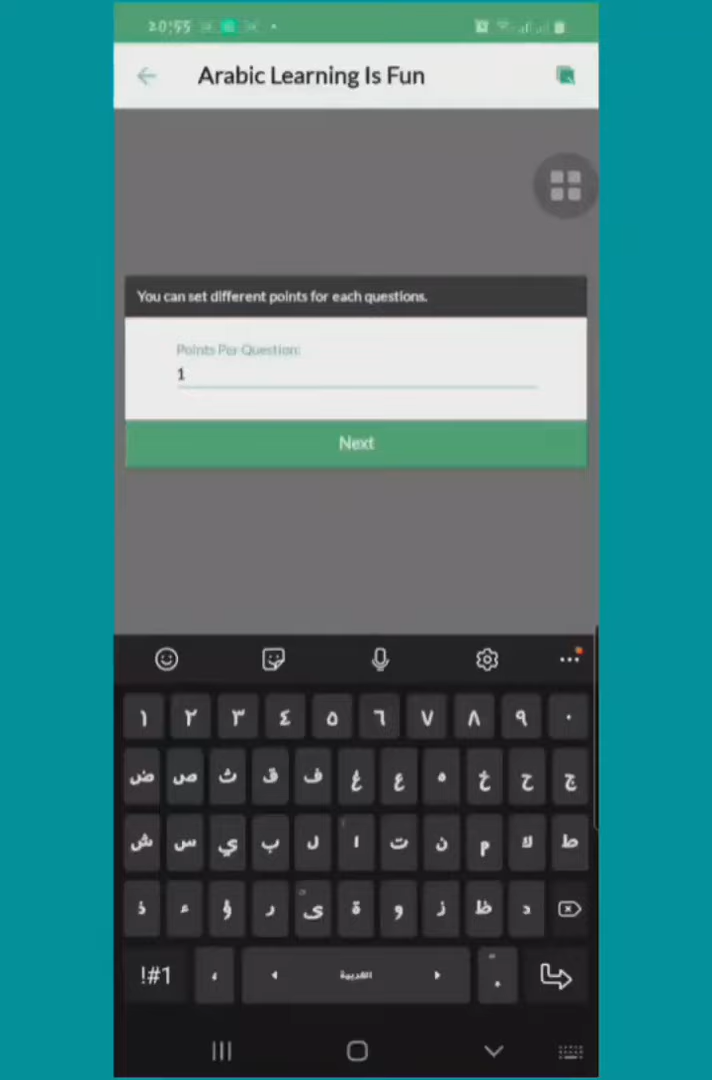 20:55
Arabic Learning Is Fun
You can set different points for each questions.
Points Per Question:
1
Next
١ ٢ ٣ ٤ ٥ ٦ ٧ ٨ ٩ ٠
ض ص ث ق ف غ ع ه خ ح ج
ش س ي ب ل ا ت ن م ك ط
ذ ء ؤ ر ى ة و ز ظ د
!#1 ، العربية .